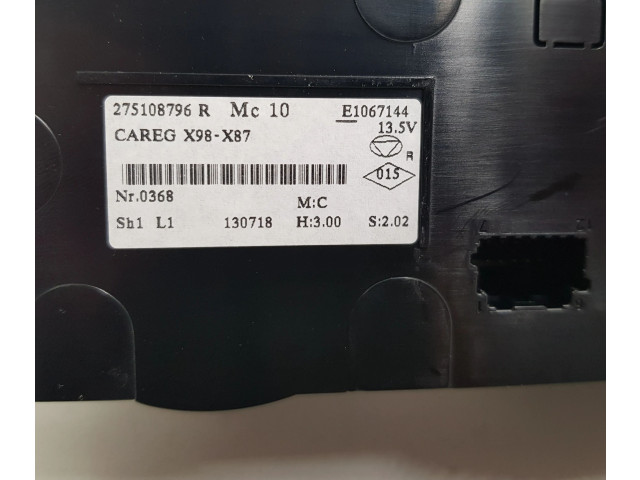 275108796 R Mc 10 E1067144
CAREG X98-X87 13.5V
R
015
Nr.0368 M:C
Sh1 L1 130718 H:3.00 S:2.02